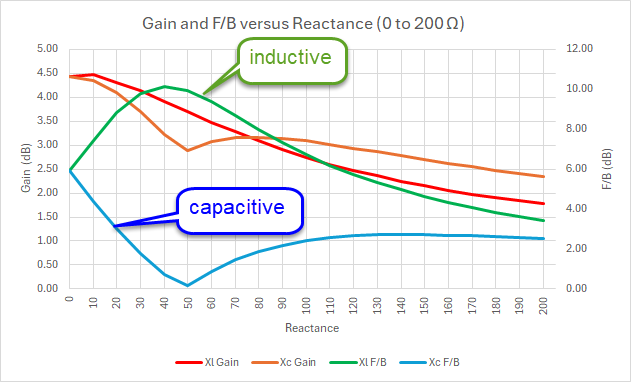 Gain and F/B versus Reactance (0 to 200 Ω)
5.00
4.50
4.00
3.50
3.00
2.50
2.00
1.50
1.00
0.50
0.00
Gain (dB)
inductive
capacitive
12.00
10.00
8.00
6.00
4.00
2.00
0.00
F/B (dB)
0 10 20 30 40 50 60 70 80 90 100 110 120 130 140 150 160 170 180 190 200
Reactance
Xl Gain Xc Gain Xl F/B Xc F/B